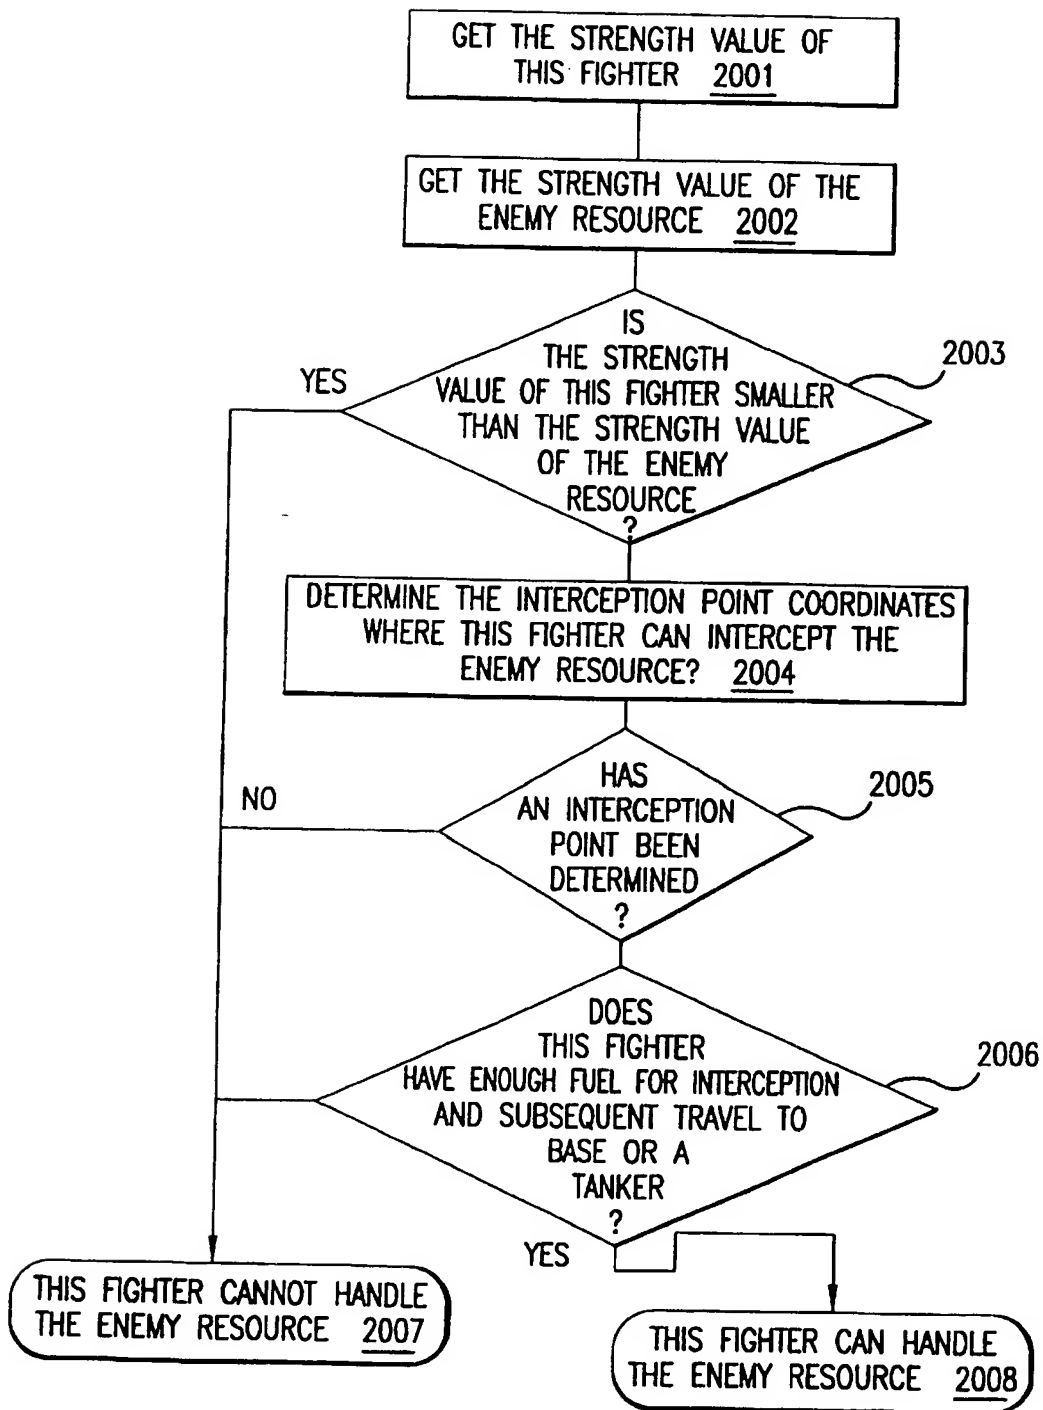 GET THE STRENGTH VALUE OF
THIS FIGHTER 2001
GET THE STRENGTH VALUE OF THE
ENEMY RESOURCE 2002
IS
THE STRENGTH
VALUE OF THIS FIGHTER SMALLER
THAN THE STRENGTH VALUE
OF THE ENEMY
RESOURCE
?
2003
YES
DETERMINE THE INTERCEPTION POINT COORDINATES
WHERE THIS FIGHTER CAN INTERCEPT THE
ENEMY RESOURCE? 2004
HAS
AN INTERCEPTION
POINT BEEN
DETERMINED
?
2005
NO
DOES
THIS FIGHTER
HAVE ENOUGH FUEL FOR INTERCEPTION
AND SUBSEQUENT TRAVEL TO
BASE OR A
TANKER
?
2006
YES
THIS FIGHTER CANNOT HANDLE
THE ENEMY RESOURCE 2007
THIS FIGHTER CAN HANDLE
THE ENEMY RESOURCE 2008